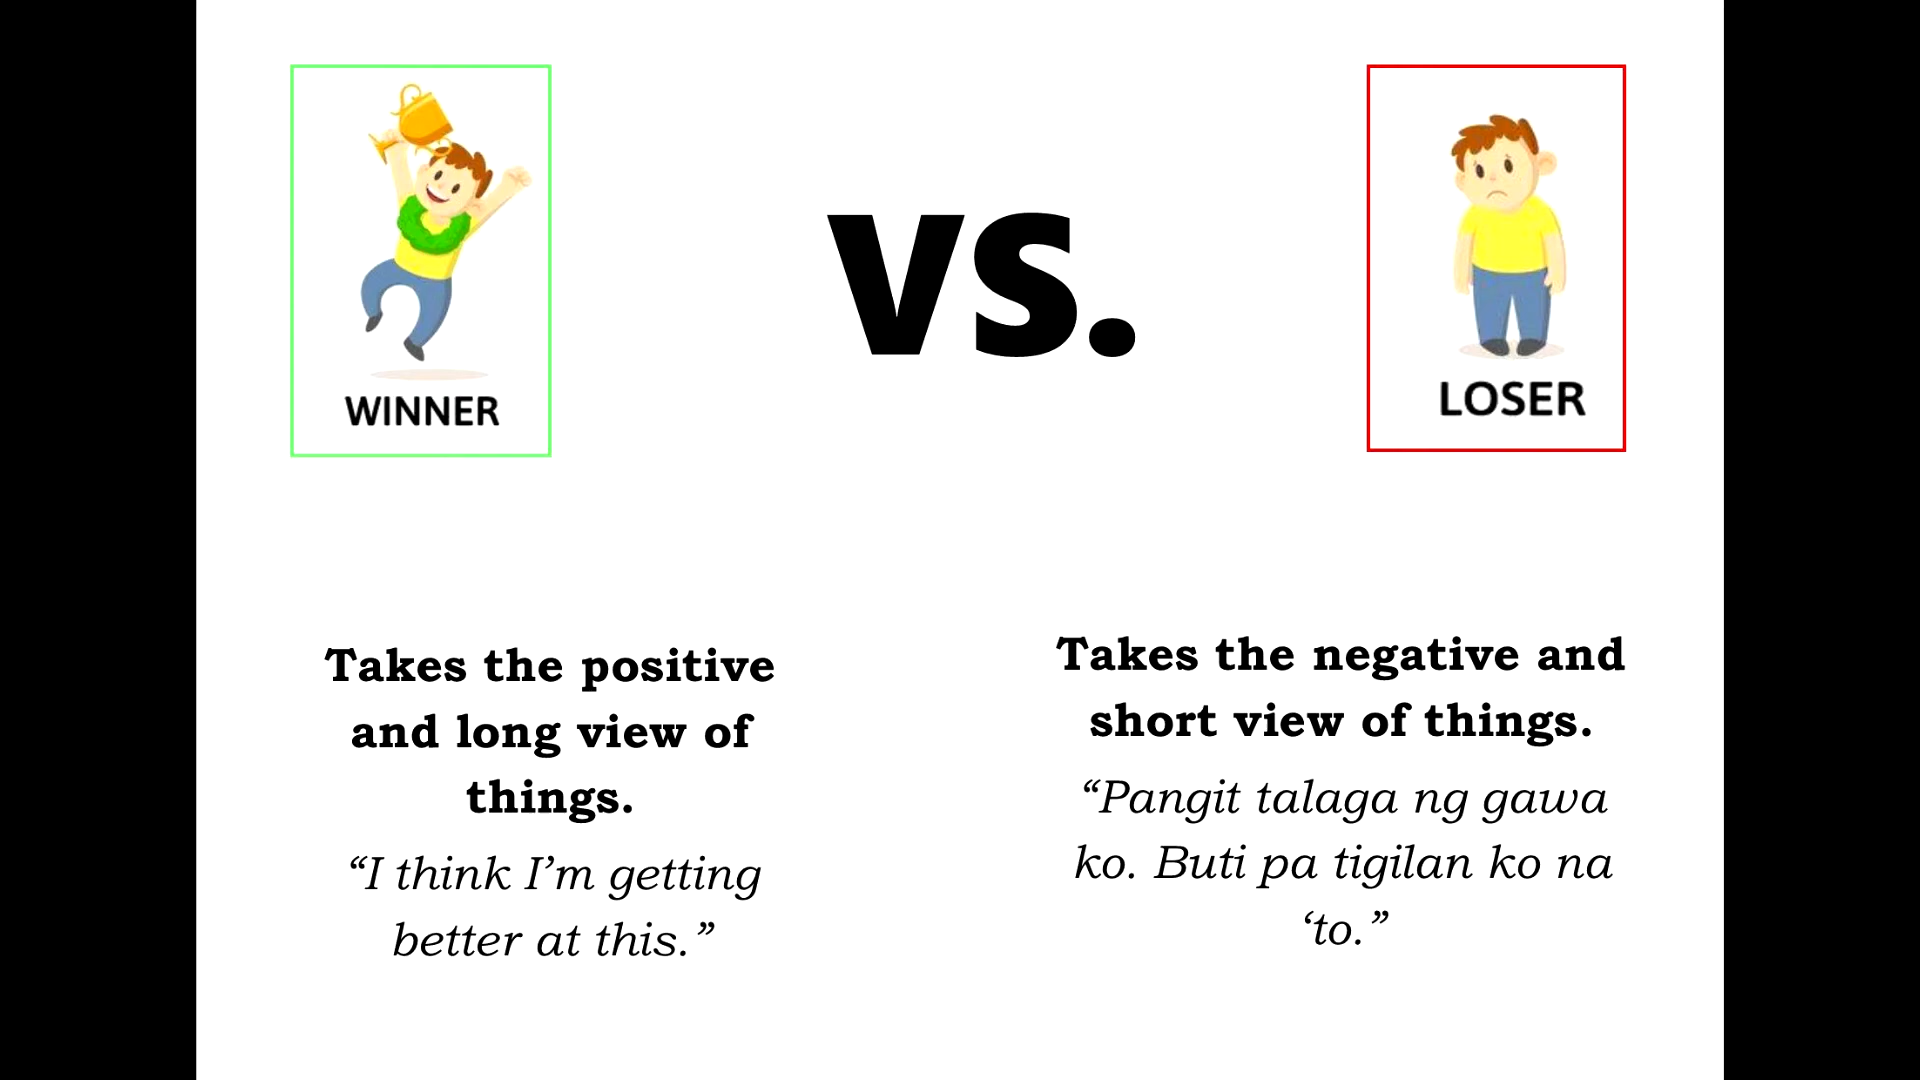 WINNER
VS.
LOSER
Takes the positive
and long view of
things.
“I think I’m getting
better at this.”
Takes the negative and
short view of things.
“Pangit talaga ng gawa
ko. Buti pa tigilan ko na
‘to.”